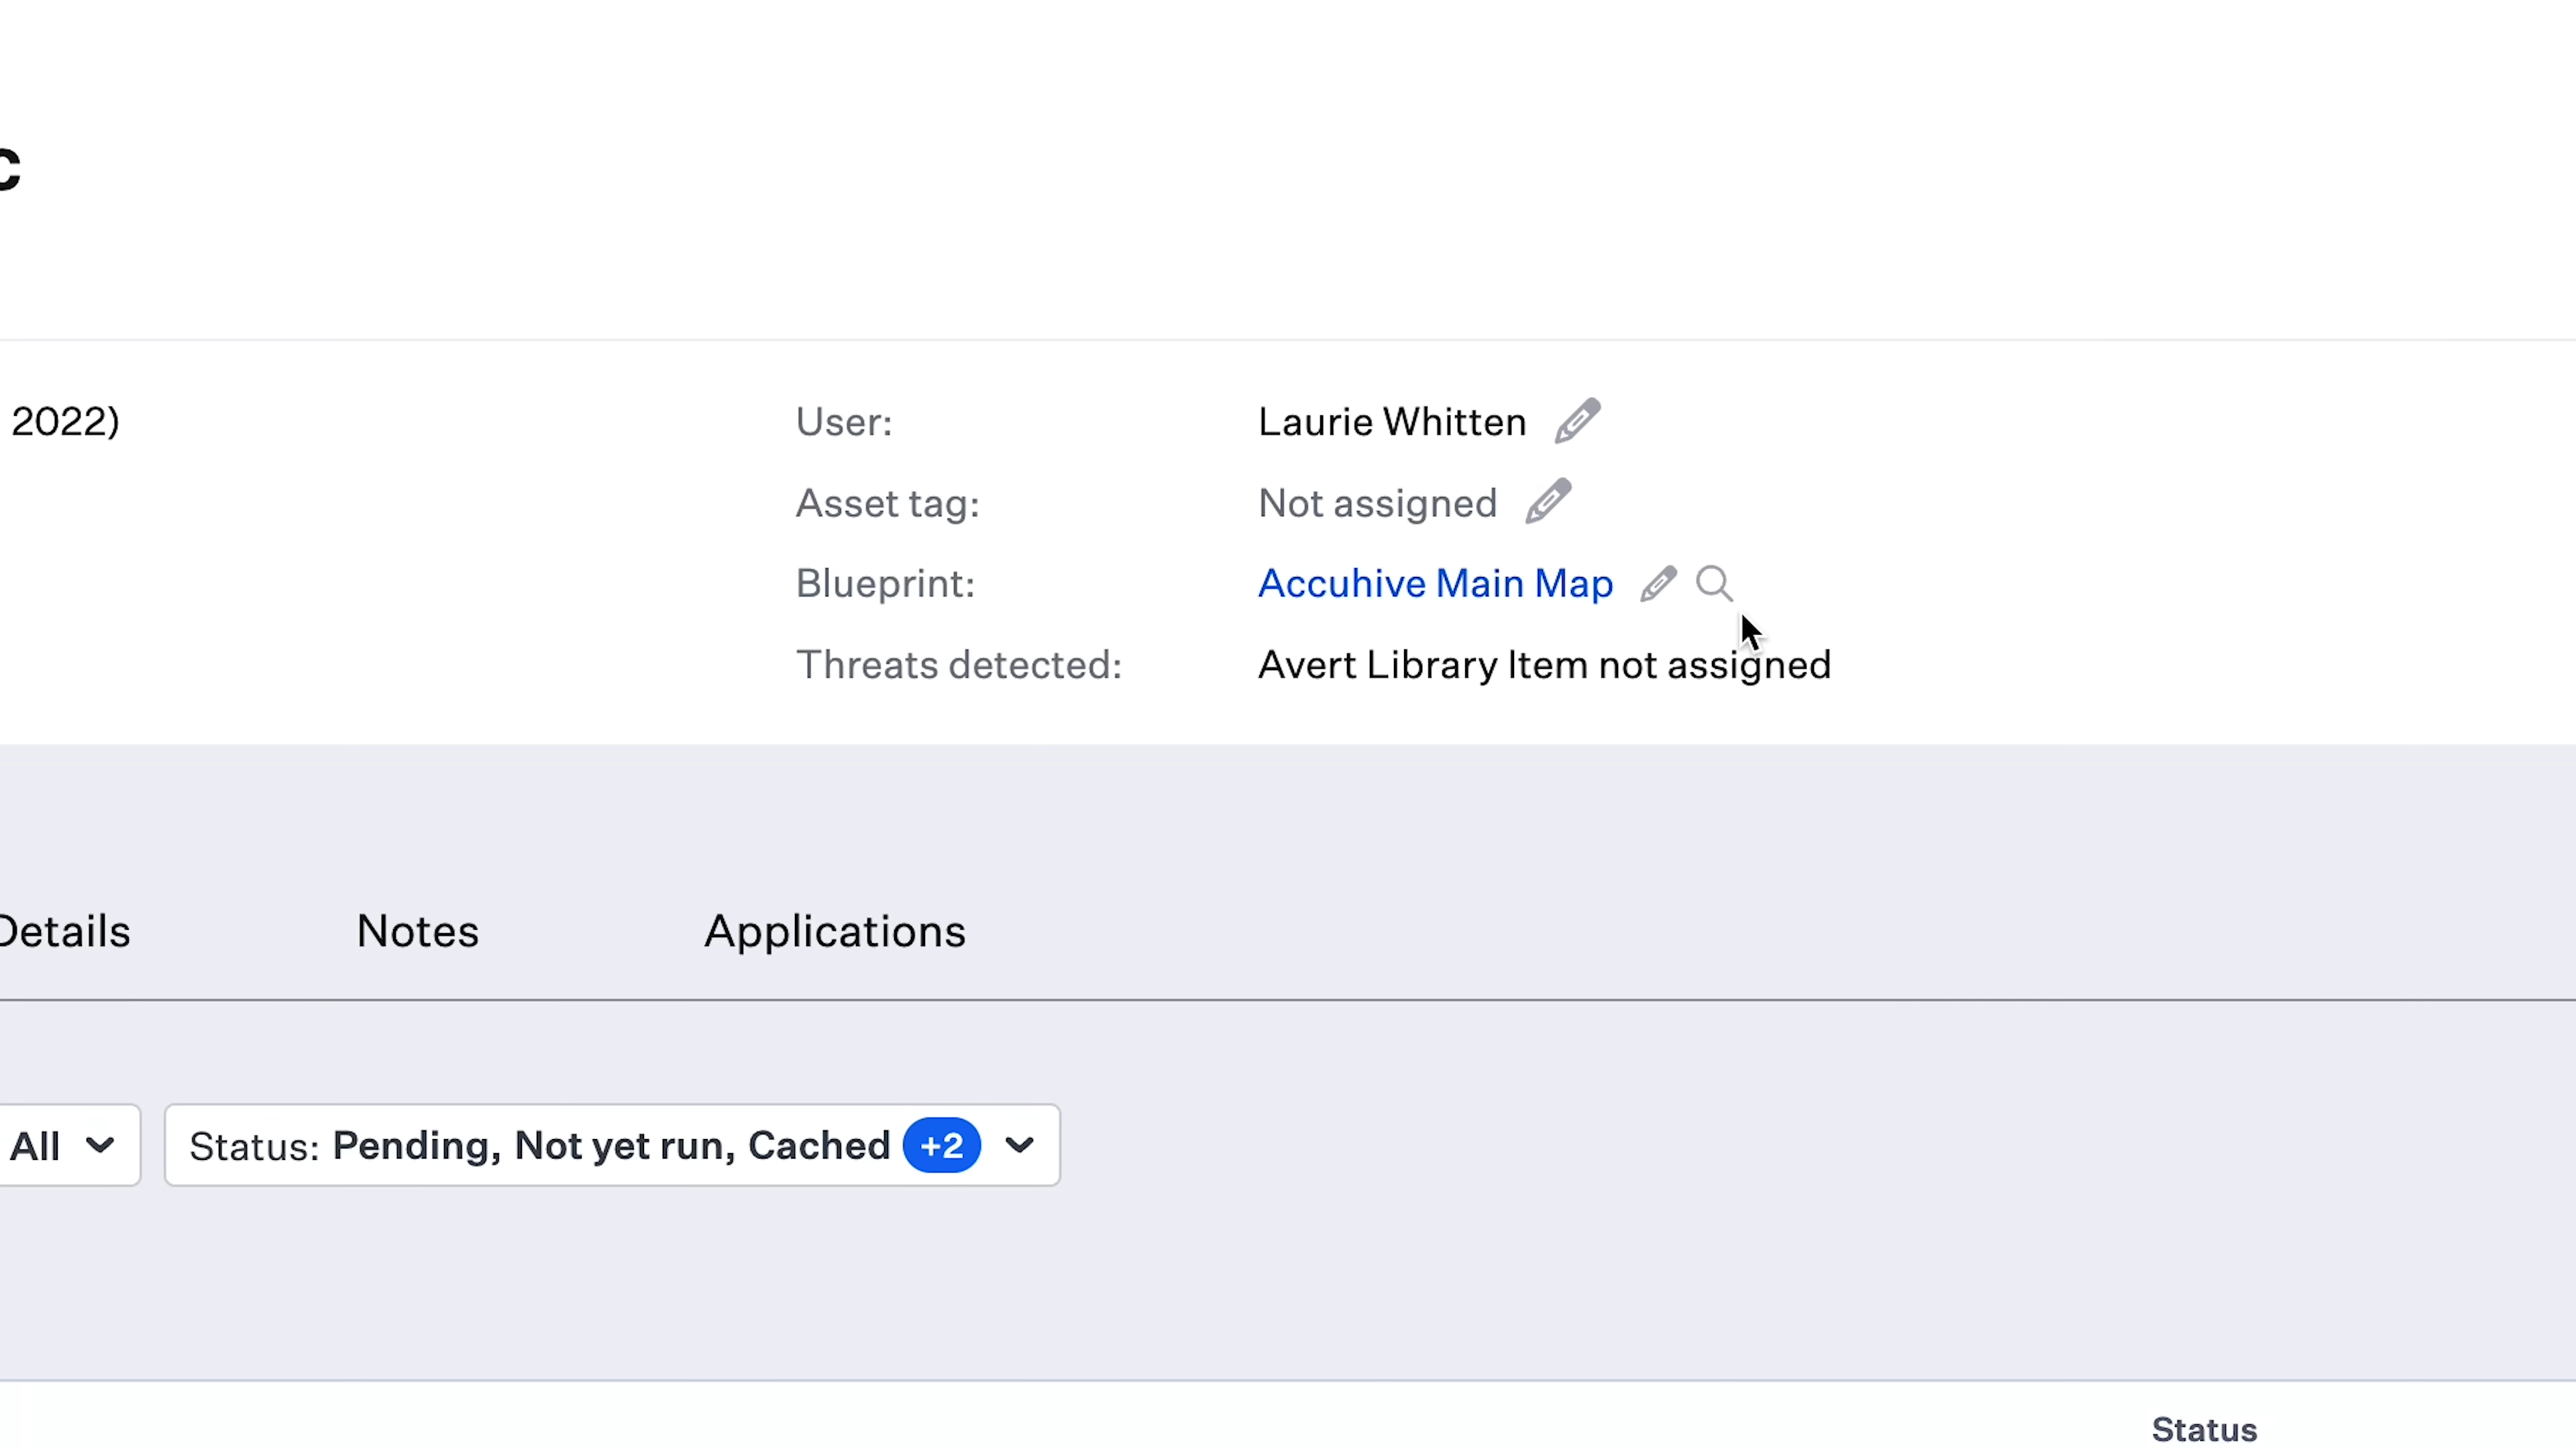 c
2022)
User: Laurie Whitten
Asset tag: Not assigned
Blueprint: Accuhive Main Map
Threats detected: Avert Library Item not assigned
Details Notes Applications
All Status: Pending, Not yet run, Cached +2
Status